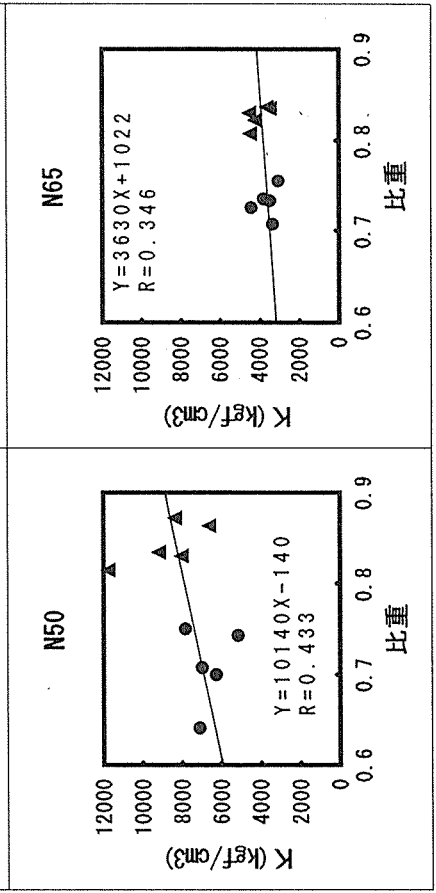 N50
12000
10000
8000
6000
4000
2000
0
K (kgf/cm3)
Y=10140X-140
R=0.433
0.6
0.7
0.8
0.9
比重
N65
12000
10000
8000
6000
4000
2000
0
K (kgf/cm3)
Y=3630X+1022
R=0.346
0.6
0.7
0.8
0.9
比重